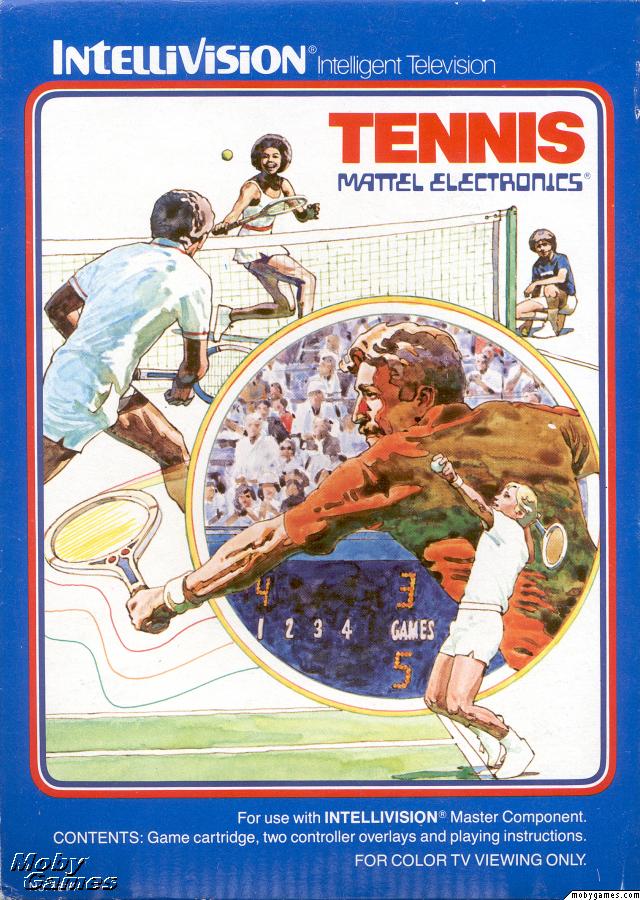 INTELLIVISION® Intelligent Television
TENNIS
MATTEL ELECTRONICS®
4 3
1 2 3 4 GAMES
5
For use with INTELLIVISION® Master Component.
CONTENTS: Game cartridge, two controller overlays and playing instructions.
FOR COLOR TV VIEWING ONLY.
Moby
Games
mobygames.com